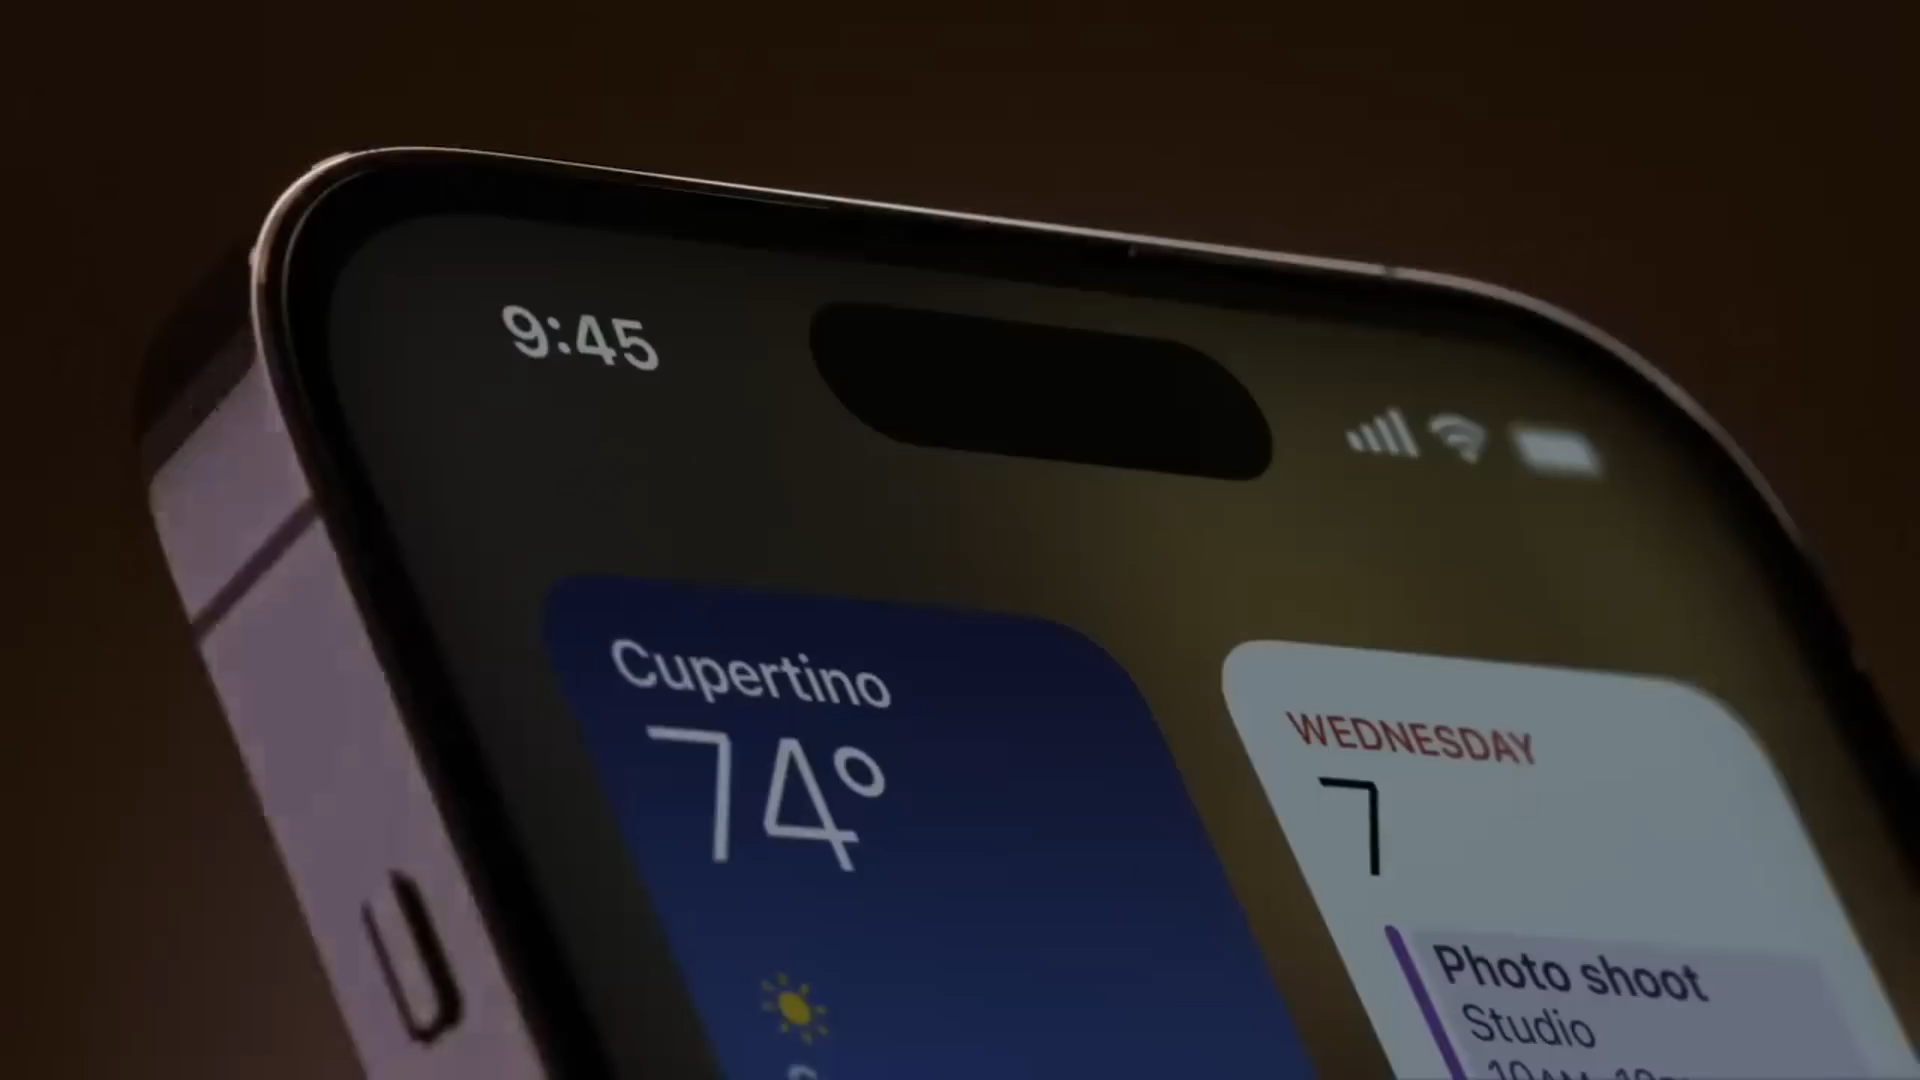 9:45
Cupertino
74°
WEDNESDAY
7
Photo shoot
Studio